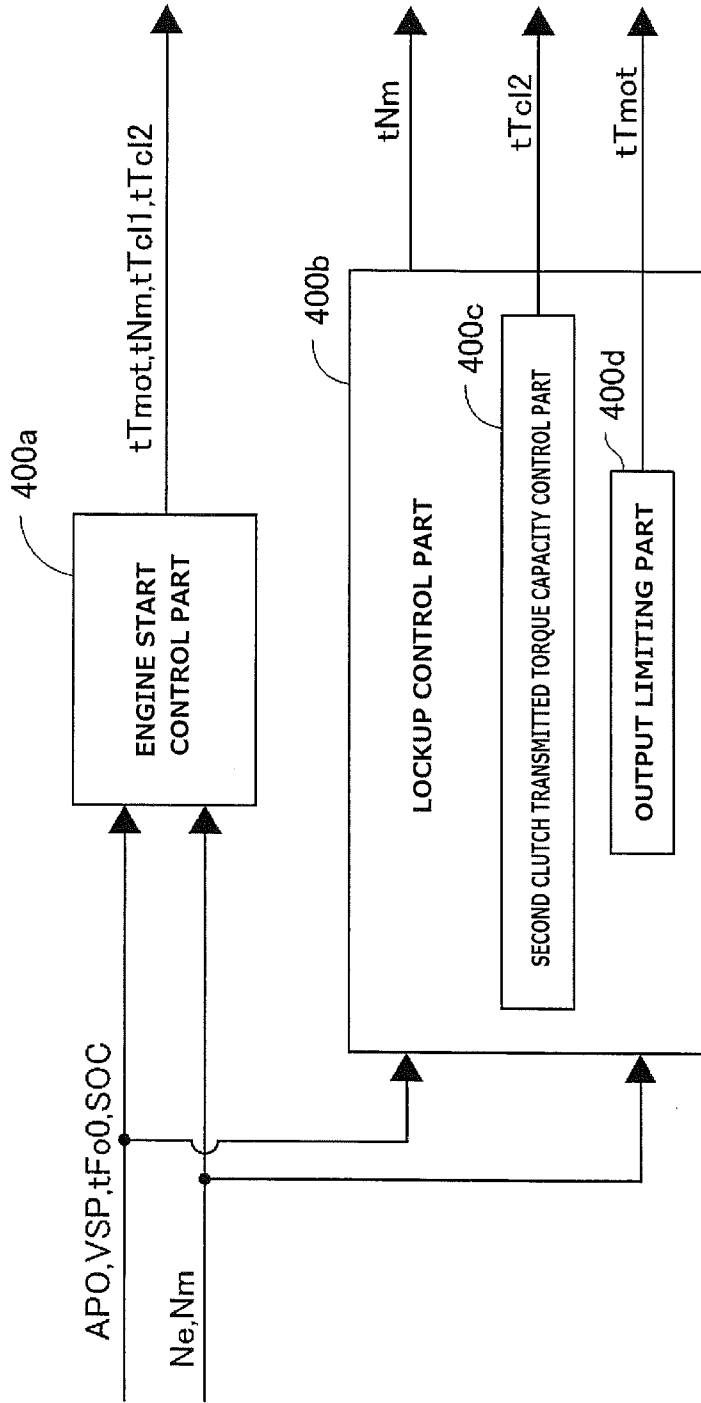 APO,VSP,tFo0,SOC
Ne,Nm
400a
ENGINE START
CONTROL PART
tTmot,tNm,tTcl1,tTcl2
400b
LOCKUP CONTROL PART
400c
SECOND CLUTCH TRANSMITTED TORQUE CAPACITY CONTROL PART
400d
OUTPUT LIMITING PART
tNm
tTcl2
tTmot